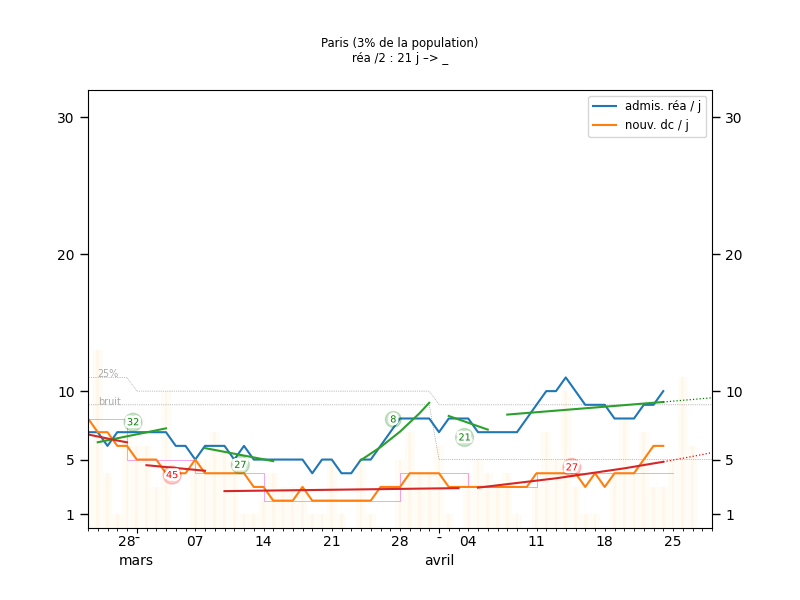 Paris (3% de la population)
réa /2 : 21 j –> _
admis. réa / j
nouv. dc / j
30 30
20 20
10 10
5 5
1 1
25%
bruit
32
45
27
8
21
27
28 07 14 21 28 04 11 18 25
mars avril